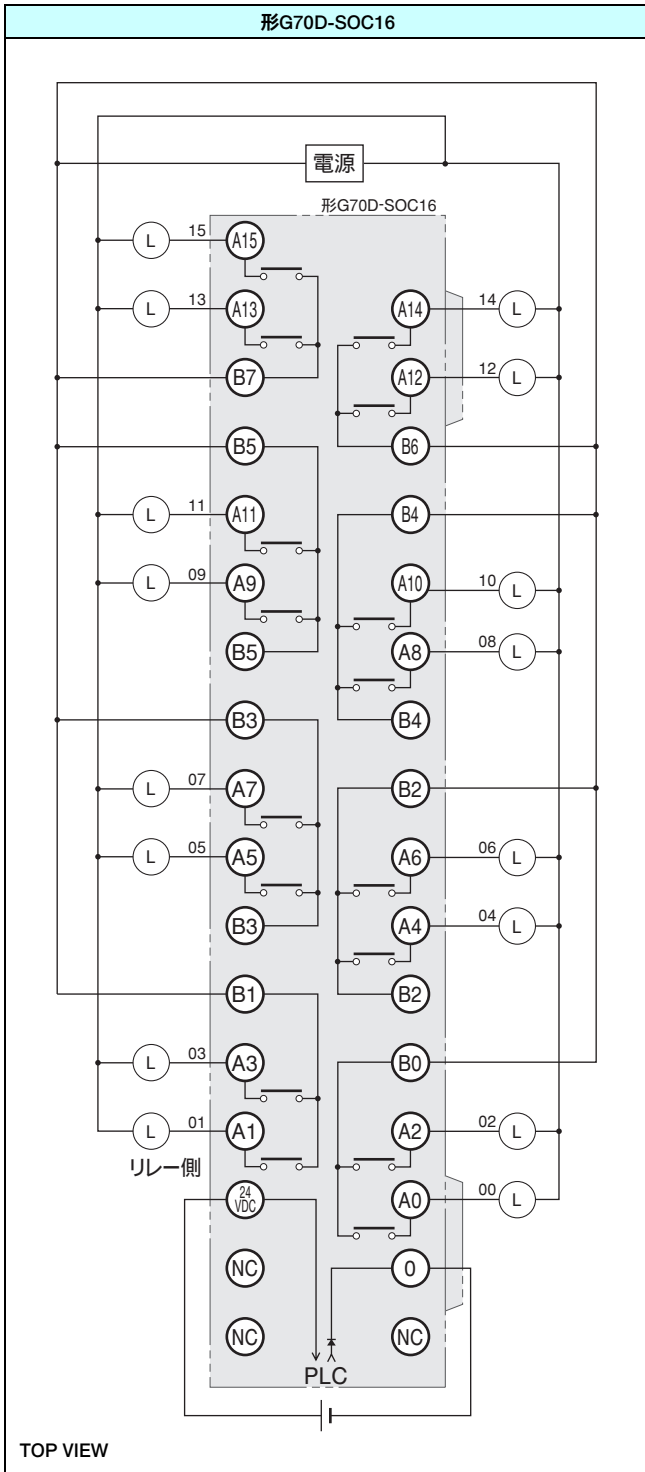 形G70D-SOC16
電源
形G70D-SOC16
L 15 A15
L 13 A13 A14 14 L
B7 A12 12 L
B5 B6
L 11 A11 B4
L 09 A9 A10 10 L
B5 A8 08 L
B3 B4
L 07 A7 B2
L 05 A5 A6 06 L
B3 A4 04 L
B1 B2
L 03 A3 B0
L 01 A1 A2 02 L
リレー側
24
VDC A0 00 L
NC 0
NC NC
PLC
TOP VIEW